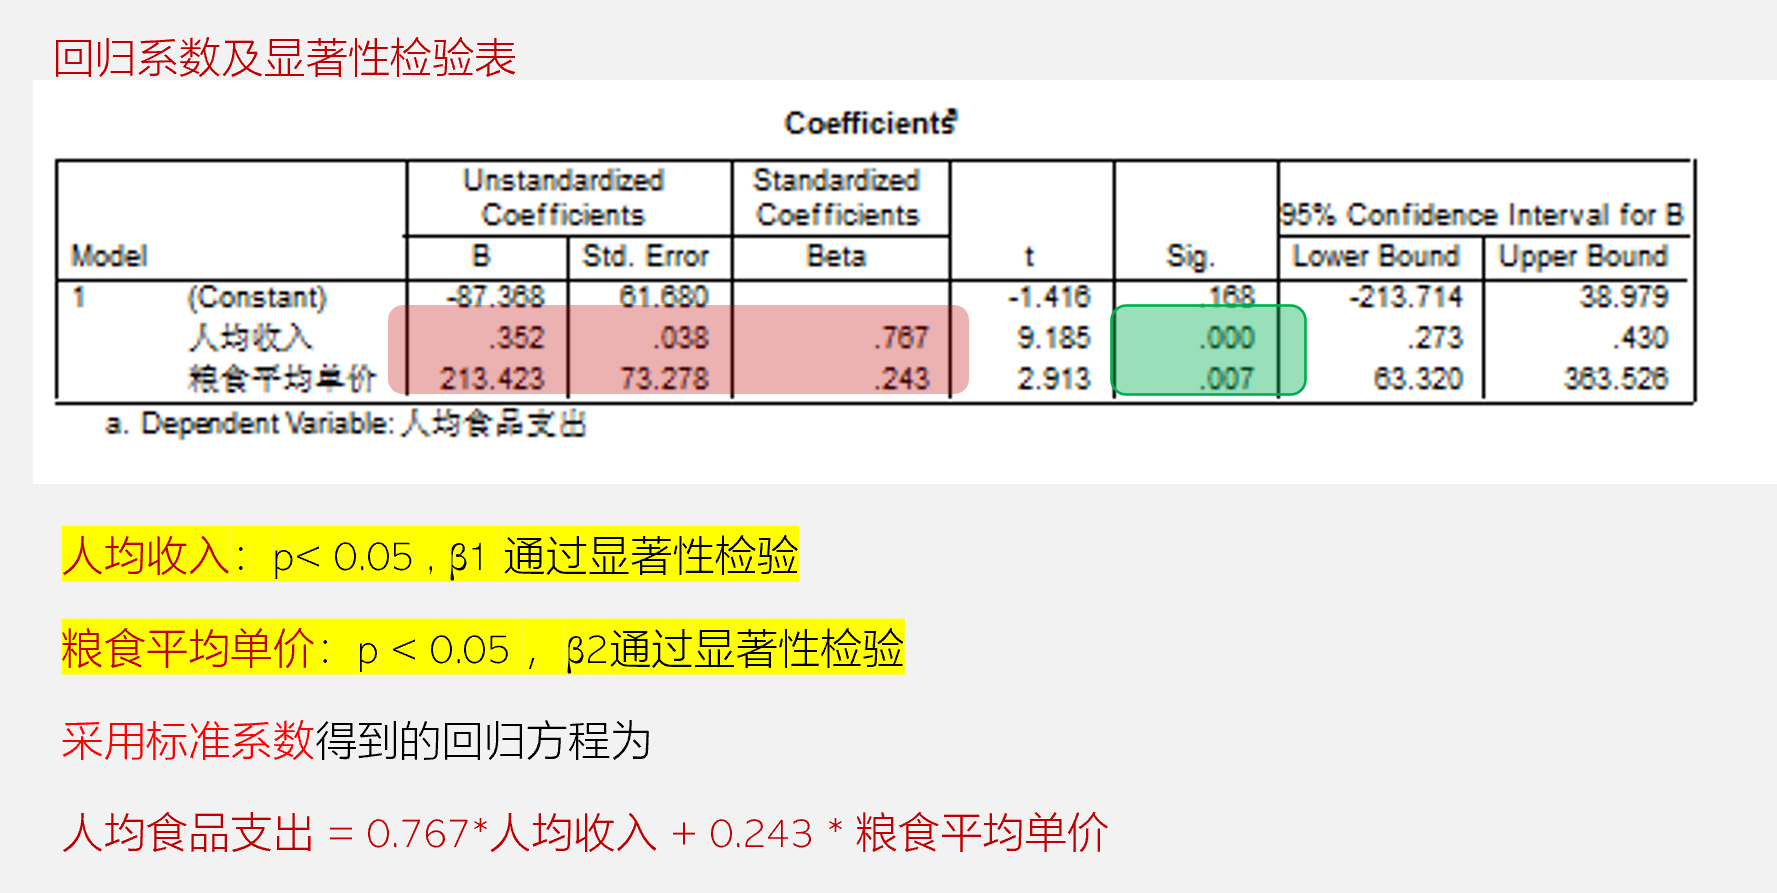 回归系数及显著性检验表
Coefficientsa
Unstandardized Coefficients Standardized Coefficients 95% Confidence Interval for B
Model B Std. Error Beta t Sig. Lower Bound Upper Bound
1 (Constant) -87.368 61.680 -1.416 .168 -213.714 38.979
人均收入 .352 .038 .767 9.185 .000 .273 .430
粮食平均单价 213.423 73.278 .243 2.913 .007 63.320 363.526
a. Dependent Variable: 人均食品支出
人均收入：p< 0.05 , β1 通过显著性检验
粮食平均单价：p < 0.05 ，β2通过显著性检验
采用标准系数得到的回归方程为
人均食品支出 = 0.767*人均收入 + 0.243 * 粮食平均单价